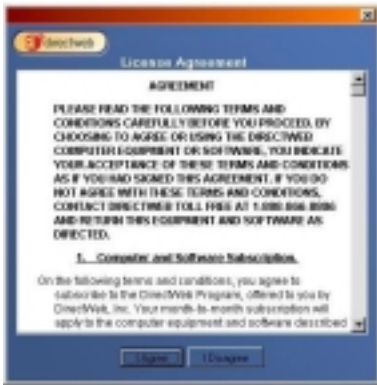 directweb
License Agreement
AGREEMENT
PLEASE READ THE FOLLOWING TERMS AND
CONDITIONS CAREFULLY BEFORE YOU PROCEED. BY
CHOOSING TO AGREE OR USING THE DIRECTWEB
COMPUTER EQUIPMENT OR SOFTWARE, YOU INDICATE
YOUR ACCEPTANCE OF THESE TERMS AND CONDITIONS
AS IF YOU HAD SIGNED THIS AGREEMENT. IF YOU DO
NOT AGREE WITH THESE TERMS AND CONDITIONS,
CONTACT DIRECTWEB TOLL FREE AT
AND RETURN THIS EQUIPMENT AND SOFTWARE AS
DIRECTED.
1. Computer and Software Subscription.
On the following terms and conditions, you agree to
subscribe to the DirectWeb Program, offered to you by
DirectWeb, Inc. Your month-to-month subscription will
apply to the computer equipment and software described
I Agree
I Disagree